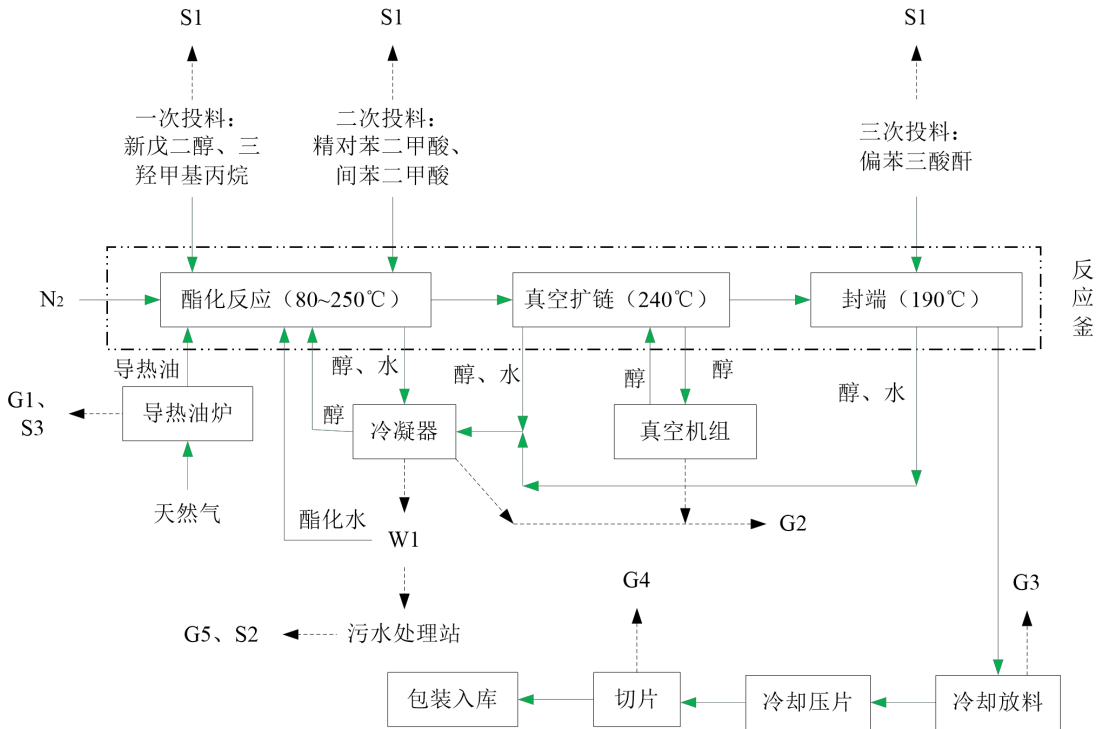 S1
S1
S1
一次投料：
新戊二醇、三
羟甲基丙烷
二次投料：
精对苯二甲酸、
间苯二甲酸
三次投料：
偏苯三酸酐
N2
酯化反应（80~250℃）
真空扩链（240℃）
封端（190℃）
反
应
釜
导热油
醇、水
醇、水
醇
醇
醇、水
G1、
S3
导热油炉
醇
冷凝器
真空机组
天然气
酯化水
W1
G2
G4
G3
G5、S2
污水处理站
包装入库
切片
冷却压片
冷却放料